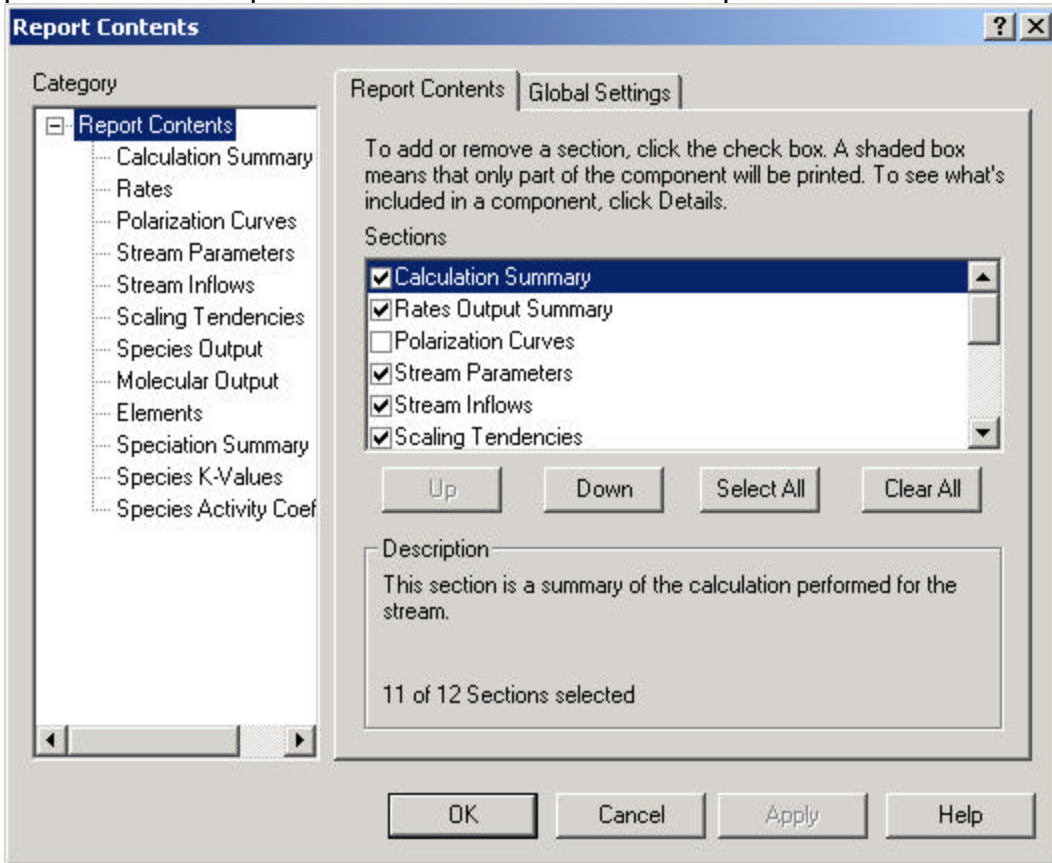 Report Contents
Category
Report Contents
Calculation Summary
Rates
Polarization Curves
Stream Parameters
Stream Inflows
Scaling Tendencies
Species Output
Molecular Output
Elements
Speciation Summary
Species K-Values
Species Activity Coef
Report Contents
Global Settings
To add or remove a section, click the check box. A shaded box
means that only part of the component will be printed. To see what's
included in a component, click Details.
Sections
Calculation Summary
Rates Output Summary
Polarization Curves
Stream Parameters
Stream Inflows
Scaling Tendencies
Up
Down
Select All
Clear All
Description
This section is a summary of the calculation performed for the
stream.
11 of 12 Sections selected
OK
Cancel
Apply
Help